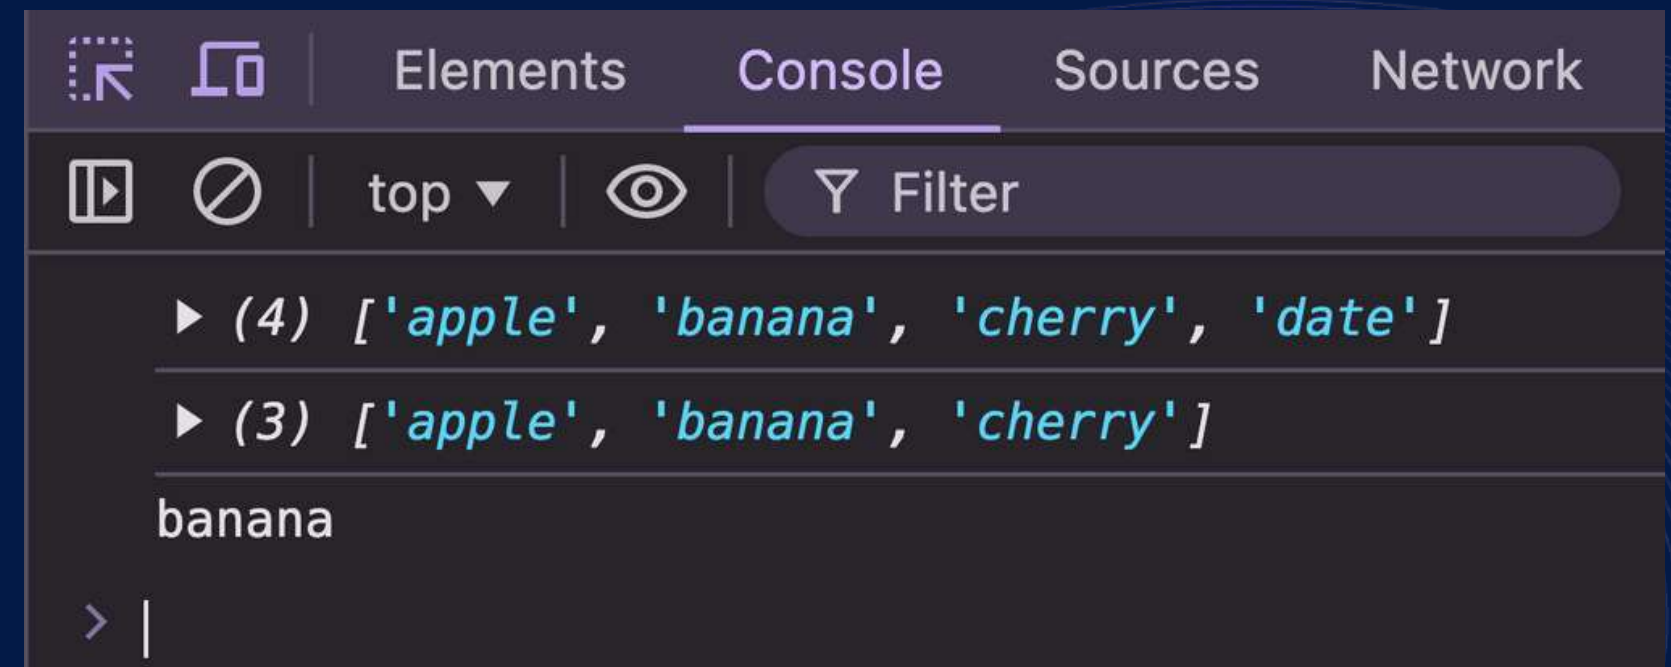 Elements Console Sources Network
top Filter
(4) ['apple', 'banana', 'cherry', 'date']
(3) ['apple', 'banana', 'cherry']
banana